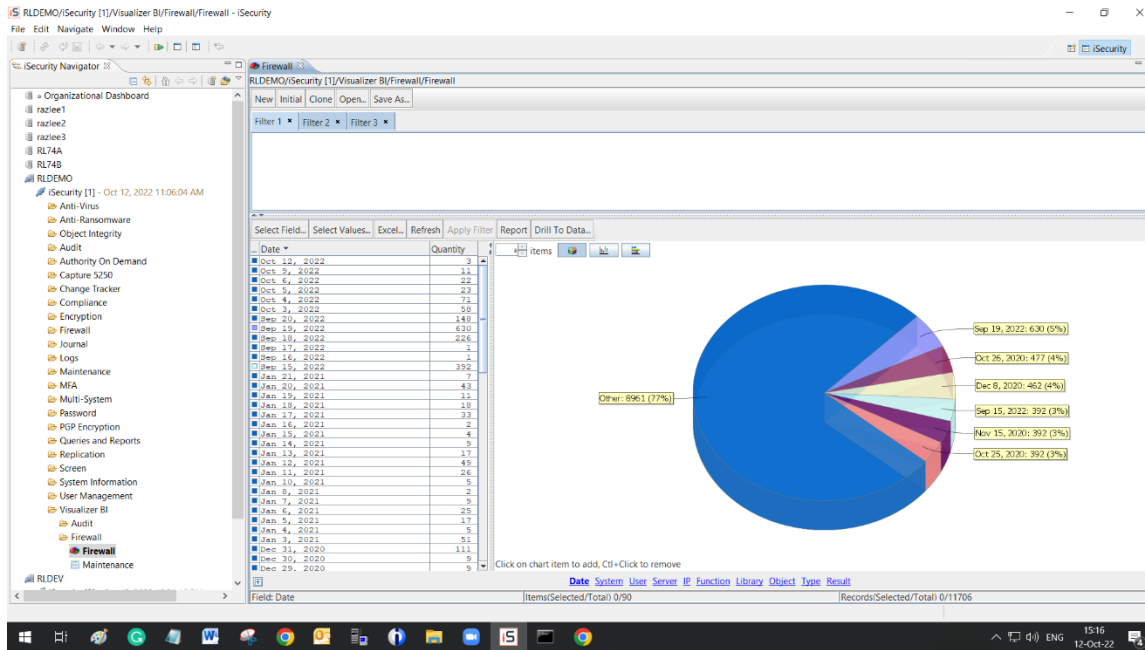 RLDEMO/iSecurity [1]/Visualizer BI/Firewall/Firewall - iSecurity
File Edit Navigate Window Help
iSecurity
iSecurity Navigator
» Organizational Dashboard
razlee1
razlee2
razlee3
RL74A
RL74B
RLDEMO
iSecurity [1] - Oct 12, 2022 11:06:04 AM
Anti-Virus
Anti-Ransomware
Object Integrity
Audit
Authority On Demand
Capture 5250
Change Tracker
Compliance
Encryption
Firewall
Journal
Logs
Maintenance
MFA
Multi-System
Password
PGP Encryption
Queries and Reports
Replication
Screen
System Information
User Management
Visualizer BI
Audit
Firewall
Firewall
Maintenance
RLDEV
Firewall
RLDEMO/iSecurity [1]/Visualizer BI/Firewall/Firewall
New Initial Clone Open... Save As...
Filter 1 Filter 2 Filter 3
Select Field... Select Values... Excel... Refresh Apply Filter Report Drill To Data...
... Date Quantity
Oct 12, 2022 3
Oct 5, 2022 11
Oct 6, 2022 22
Oct 5, 2022 23
Oct 4, 2022 71
Oct 3, 2022 58
Sep 20, 2022 148
Sep 19, 2022 630
Sep 18, 2022 226
Sep 17, 2022 1
Sep 16, 2022 1
Sep 15, 2022 392
Jan 21, 2021 7
Jan 20, 2021 43
Jan 19, 2021 11
Jan 18, 2021 18
Jan 17, 2021 33
Jan 16, 2021 2
Jan 15, 2021 4
Jan 14, 2021 9
Jan 13, 2021 17
Jan 12, 2021 49
Jan 11, 2021 26
Jan 10, 2021 5
Jan 8, 2021 2
Jan 7, 2021 9
Jan 6, 2021 25
Jan 5, 2021 17
Jan 4, 2021 5
Jan 3, 2021 51
Dec 31, 2020 111
Dec 30, 2020 9
Dec 29, 2020 9
items
Sep 19, 2022: 630 (5%)
Oct 26, 2020: 477 (4%)
Dec 8, 2020: 462 (4%)
Other: 8961 (77%)
Sep 15, 2022: 392 (3%)
Nov 15, 2020: 392 (3%)
Oct 25, 2020: 392 (3%)
Click on chart item to add, Ctl+Click to remove
Date System User Server IP Function Library Object Type Result
Field: Date Items(Selected/Total) 0/90 Records(Selected/Total) 0/11706
15:16
ENG
12-Oct-22